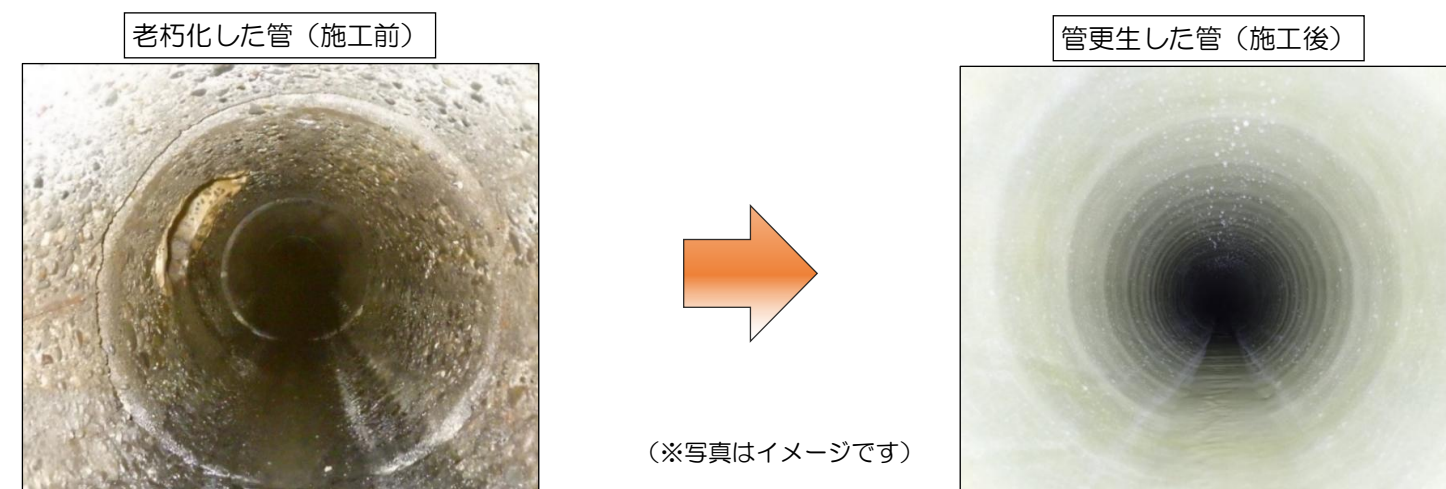 老朽化した管（施工前）
管更生した管（施工後）
（※写真はイメージです）